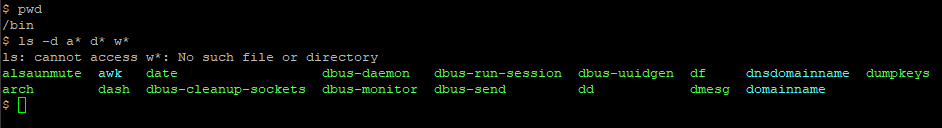 $ pwd
/bin
$ ls -d a* d* w*
ls: cannot access w*: No such file or directory
alsaunmute awk date dbus-daemon dbus-run-session dbus-uuidgen df dnsdomainname dumpkeys
arch dash dbus-cleanup-sockets dbus-monitor dbus-send dd dmesg domainname
$